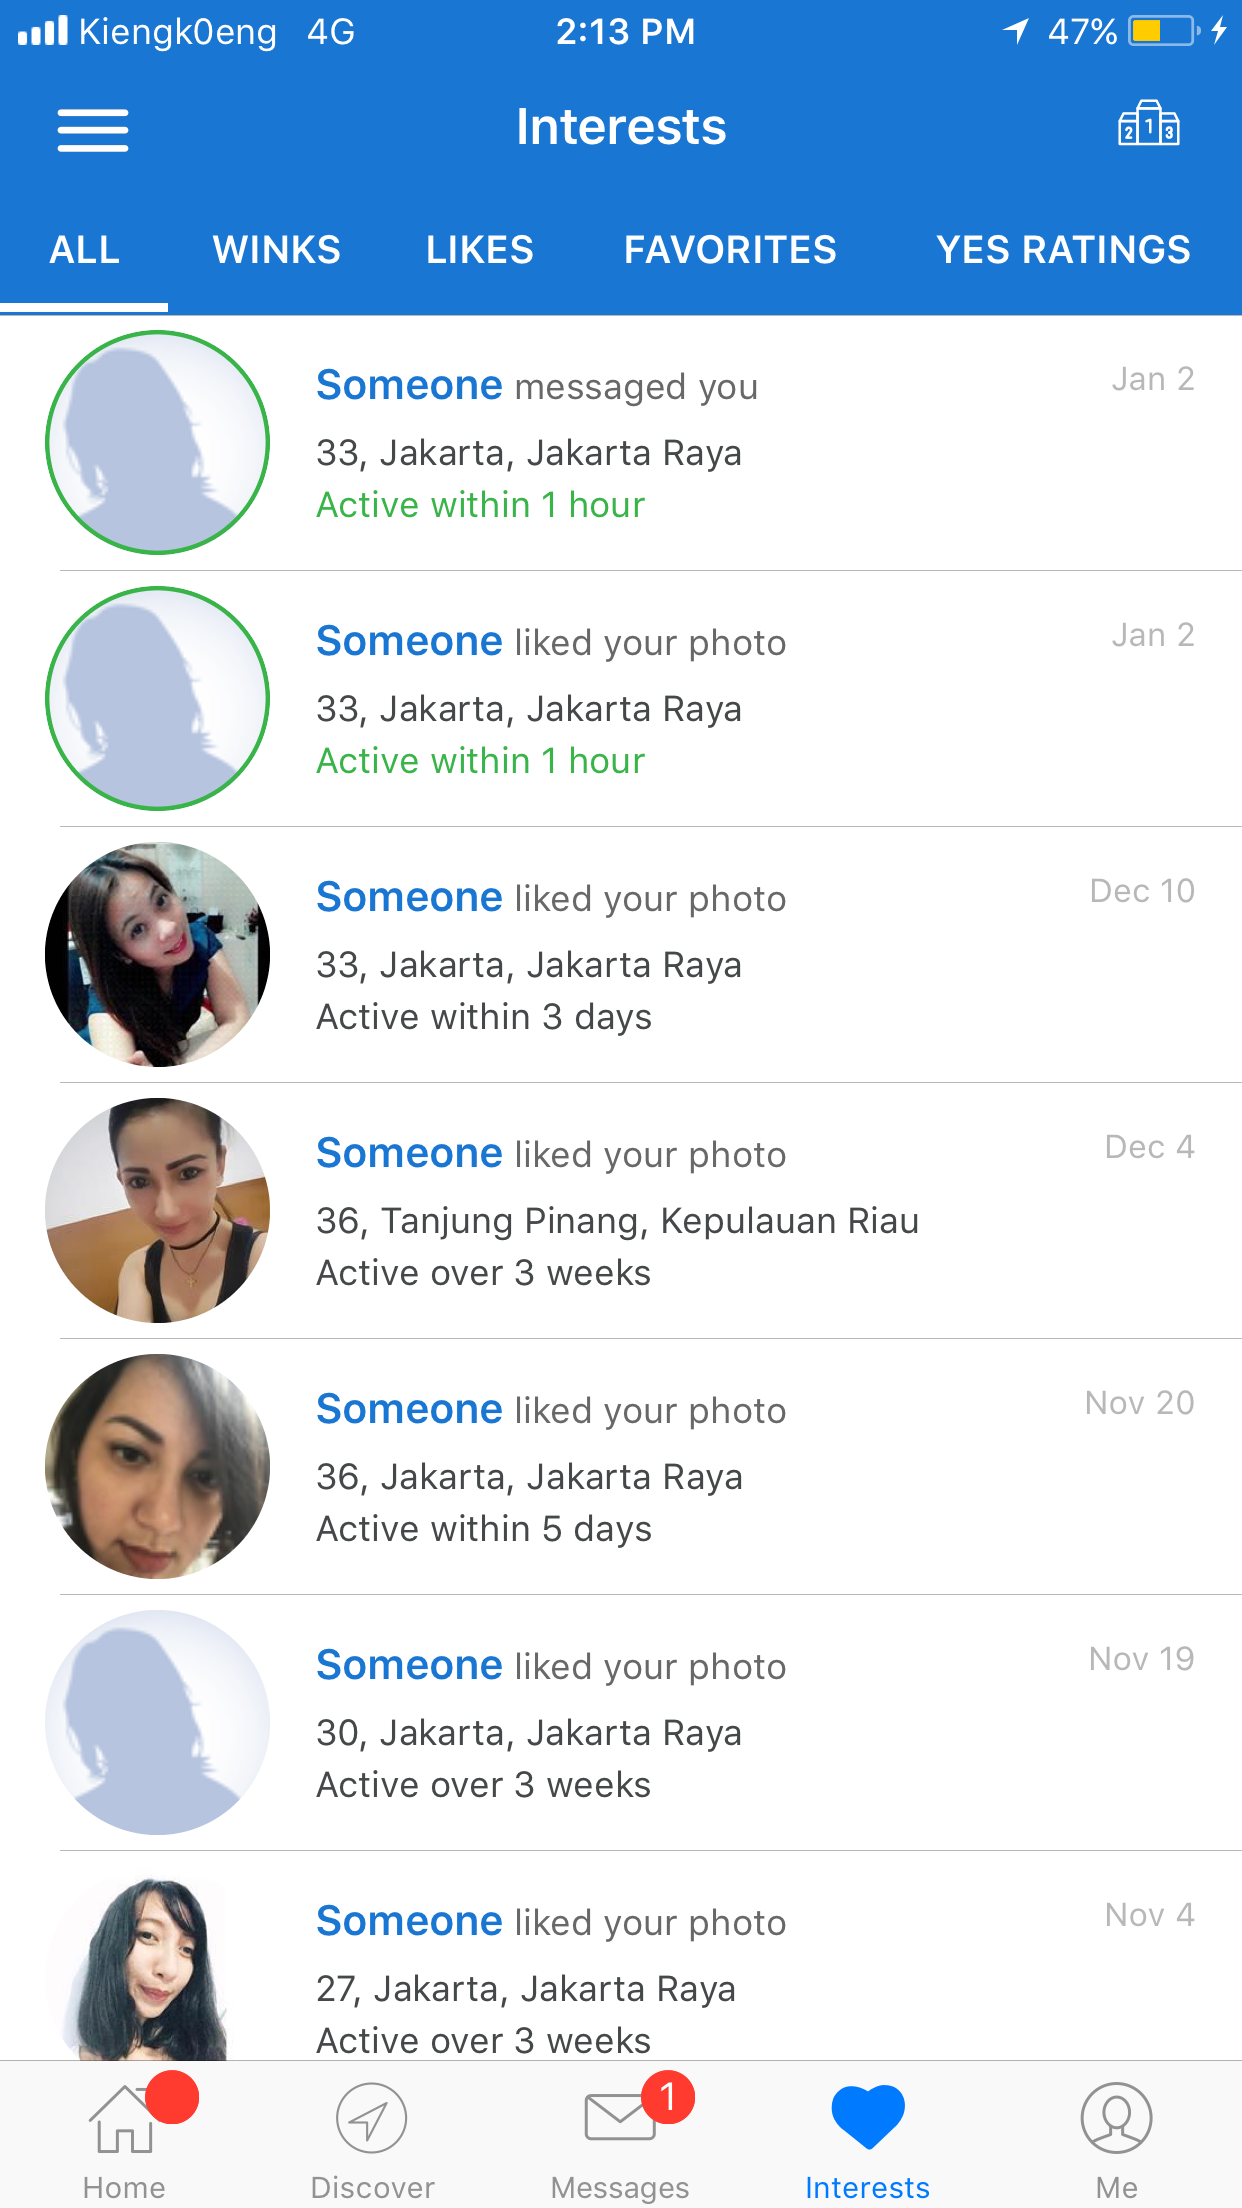 Kiengk0eng 4G 2:13 PM 47%
Interests
2 1 3
ALL WINKS LIKES FAVORITES YES RATINGS
Someone messaged you Jan 2
33, Jakarta, Jakarta Raya
Active within 1 hour
Someone liked your photo Jan 2
33, Jakarta, Jakarta Raya
Active within 1 hour
Someone liked your photo Dec 10
33, Jakarta, Jakarta Raya
Active within 3 days
Someone liked your photo Dec 4
36, Tanjung Pinang, Kepulauan Riau
Active over 3 weeks
Someone liked your photo Nov 20
36, Jakarta, Jakarta Raya
Active within 5 days
Someone liked your photo Nov 19
30, Jakarta, Jakarta Raya
Active over 3 weeks
Someone liked your photo Nov 4
27, Jakarta, Jakarta Raya
Active over 3 weeks
1
Home Discover Messages Interests Me